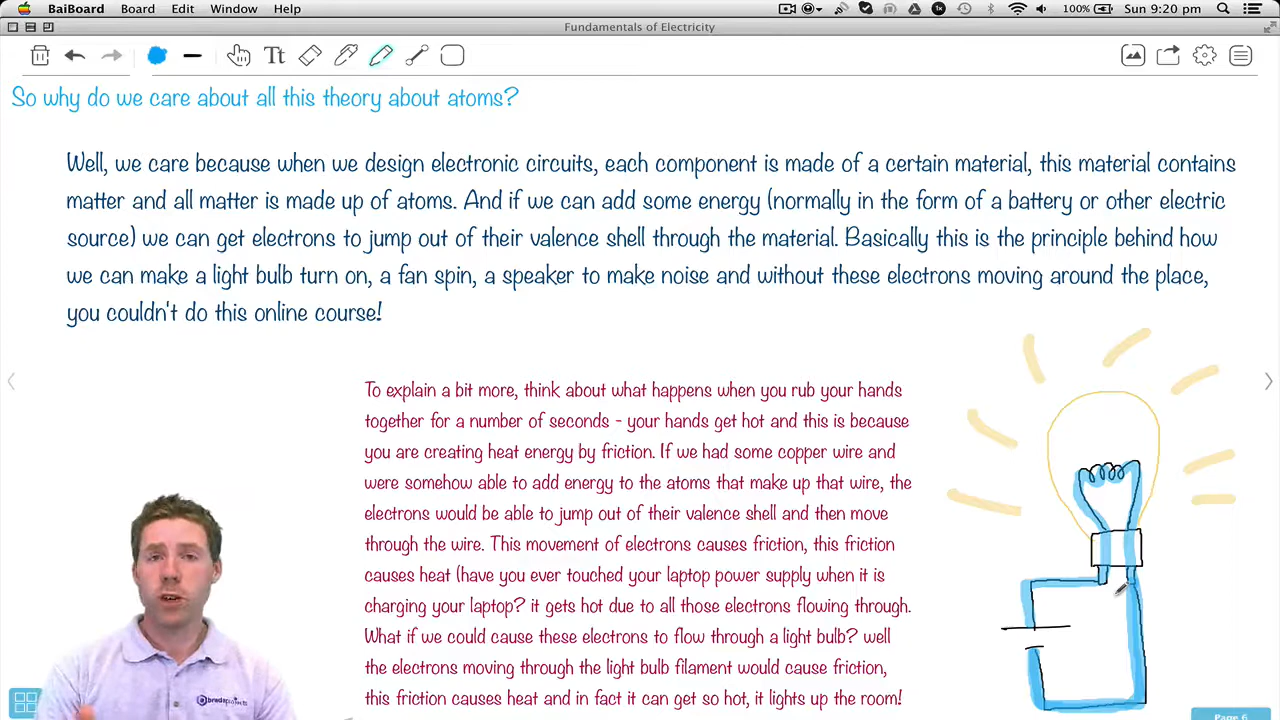 BaiBoard Board Edit Window Help 1x 100% Sun 9:20 pm
Fundamentals of Electricity
Tt
So why do we care about all this theory about atoms?
Well, we care because when we design electronic circuits, each component is made of a certain material, this material contains
matter and all matter is made up of atoms. And if we can add some energy (normally in the form of a battery or other electric
source) we can get electrons to jump out of their valence shell through the material. Basically this is the principle behind how
we can make a light bulb turn on, a fan spin, a speaker to make noise and without these electrons moving around the place,
you couldn't do this online course!
To explain a bit more, think about what happens when you rub your hands
together for a number of seconds - your hands get hot and this is because
you are creating heat energy by friction. If we had some copper wire and
were somehow able to add energy to the atoms that make up that wire, the
electrons would be able to jump out of their valence shell and then move
through the wire. This movement of electrons causes friction, this friction
causes heat (have you ever touched your laptop power supply when it is
charging your laptop? it gets hot due to all those electrons flowing through.
What if we could cause these electrons to flow through a light bulb? well
the electrons moving through the light bulb filament would cause friction,
this friction causes heat and in fact it can get so hot, it lights up the room!
Page 6